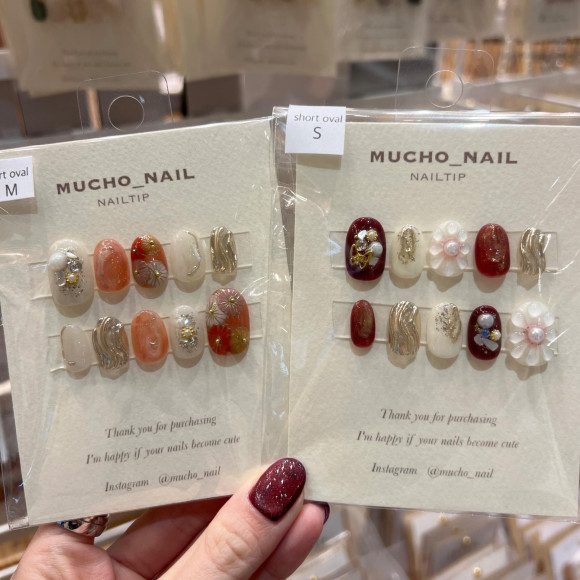 rt oval
M
MUCHO_NAIL
NAILTIP
Thank you for purchasing
I'm happy if your nails become cute
Instagram @mucho_nail
short oval
S
MUCHO_NAIL
NAILTIP
Thank you for purchasing
I'm happy if your nails become cute
Instagram @mucho_nail